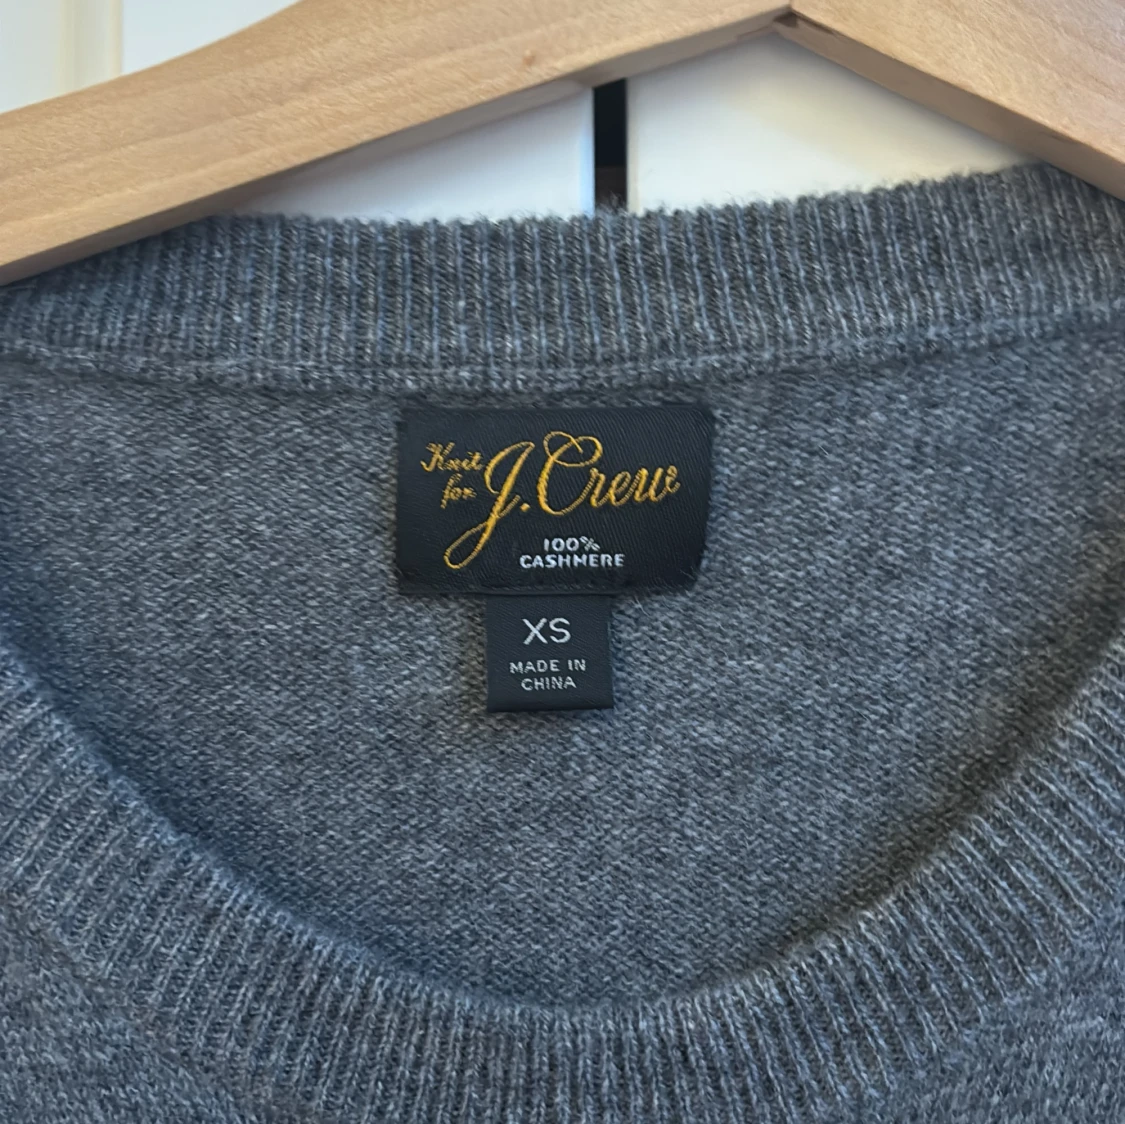 Knit
for J.Crew
100%
CASHMERE
XS
MADE IN
CHINA